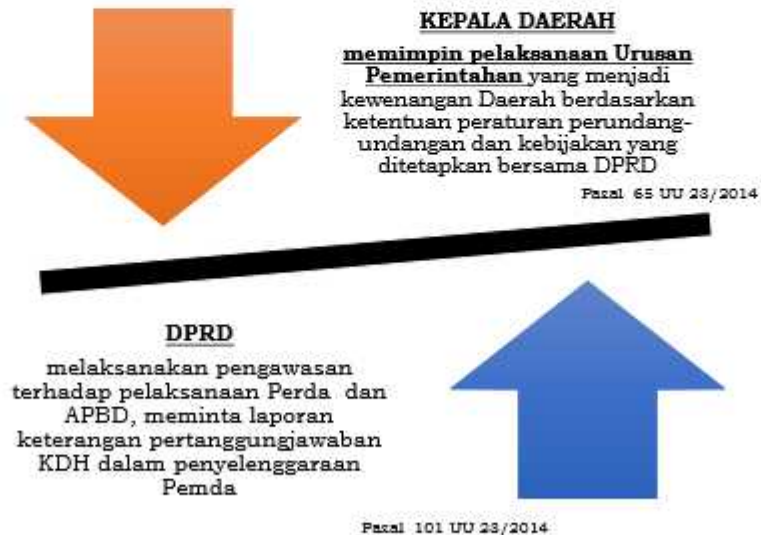 KEPALA DAERAH
memimpin pelaksanaan Urusan
Pemerintahan yang menjadi
kewenangan Daerah berdasarkan
ketentuan peraturan perundang-
undangan dan kebijakan yang
ditetapkan bersama DPRD
Pasal 65 UU 23/2014
DPRD
melaksanakan pengawasan
terhadap pelaksanaan Perda dan
APBD, meminta laporan
keterangan pertanggungjawaban
KDH dalam penyelenggaraan
Pemda
Pasal 101 UU 23/2014